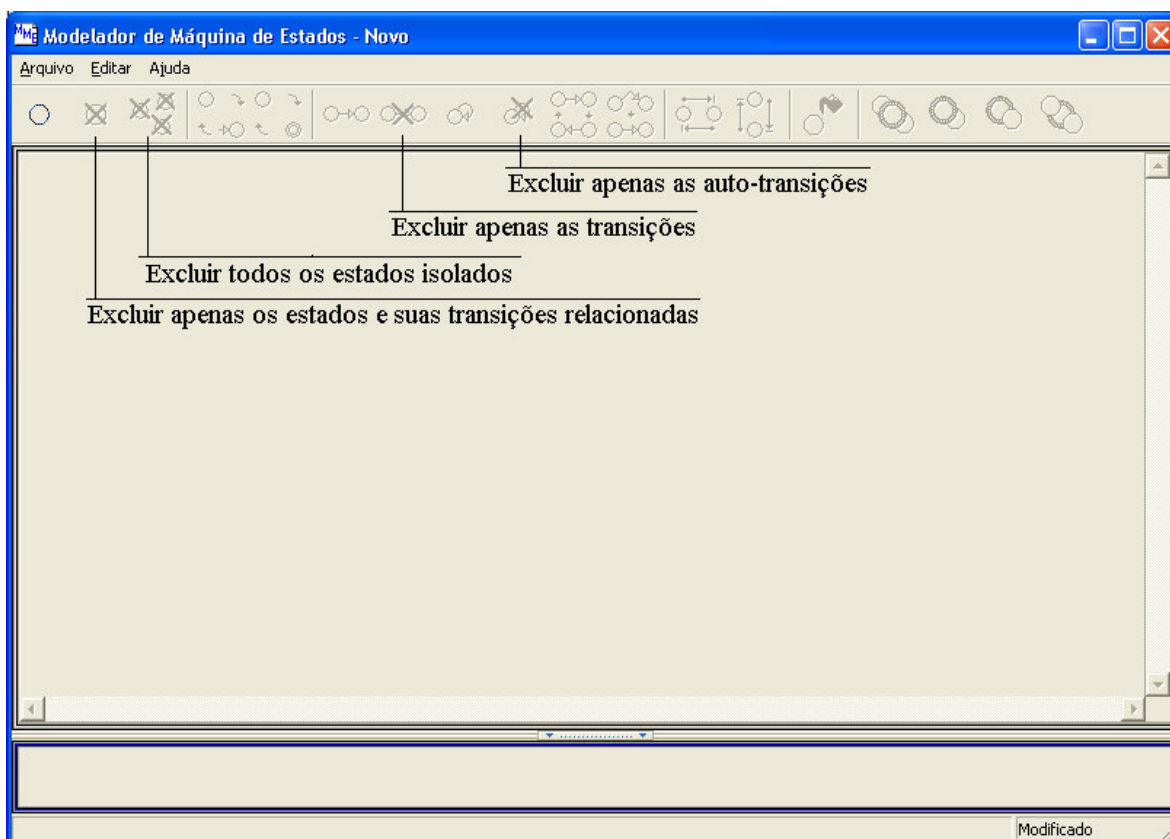 Modelador de Máquina de Estados - Novo
Arquivo Editar Ajuda
Excluir apenas as auto-transições
Excluir apenas as transições
Excluir todos os estados isolados
Excluir apenas os estados e suas transições relacionadas
Modificado